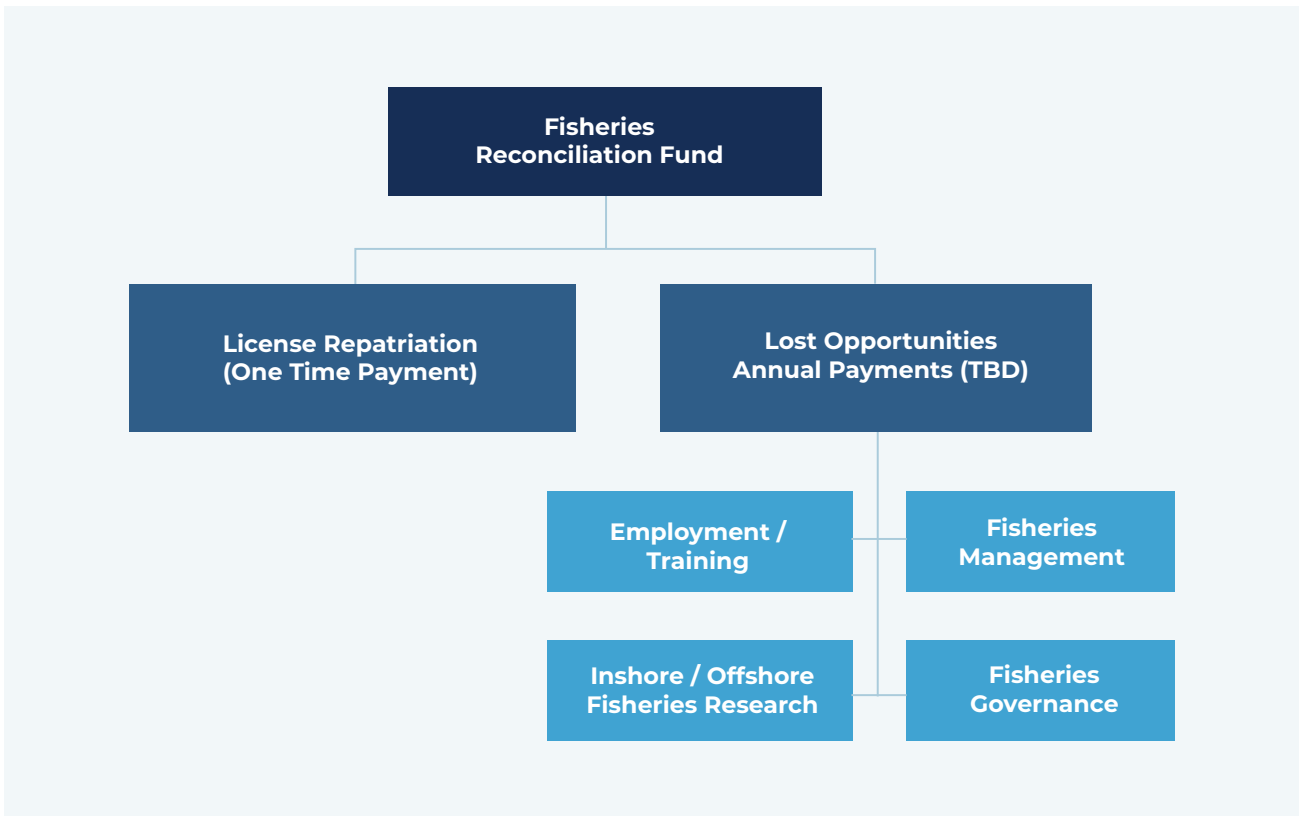 Fisheries
Reconciliation Fund
License Repatriation
(One Time Payment)
Lost Opportunities
Annual Payments (TBD)
Employment /
Training
Fisheries
Management
Inshore / Offshore
Fisheries Research
Fisheries
Governance